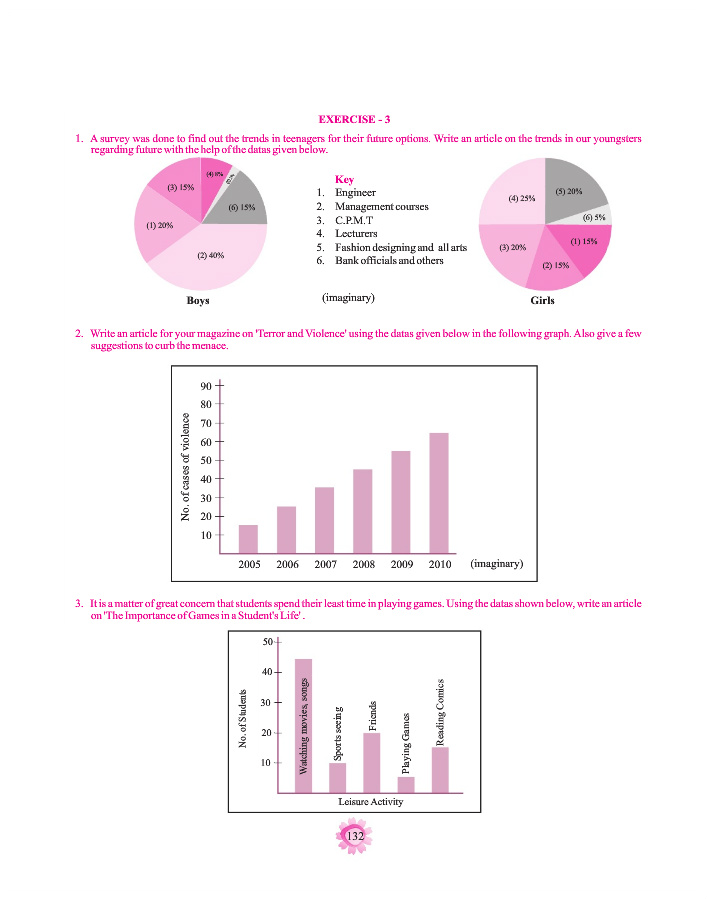 EXERCISE - 3
1. A survey was done to find out the trends in teenagers for their future options. Write an article on the trends in our youngsters
regarding future with the help of the datas given below.
(3) 15%
(4) 8%
(6) 15%
(1) 20%
(2) 40%
Boys
Key
1. Engineer
2. Management courses
3. C.P.M.T
4. Lecturers
5. Fashion designing and all arts
6. Bank officials and others
(imaginary)
(4) 25%
(5) 20%
(6) 5%
(3) 20%
(1) 15%
(2) 15%
Girls
2. Write an article for your magazine on 'Terror and Violence' using the datas given below in the following graph. Also give a few
suggestions to curb the menace.
No. of cases of violence
90
80
70
60
50
40
30
20
10
2005 2006 2007 2008 2009 2010 (imaginary)
3. It is a matter of great concern that students spend their least time in playing games. Using the datas shown below, write an article
on 'The Importance of Games in a Student's Life' .
No. of Students
50
40
30
20
10
Watching movies, songs
Sports seeing
Friends
Playing Games
Reading Comics
Leisure Activity
132